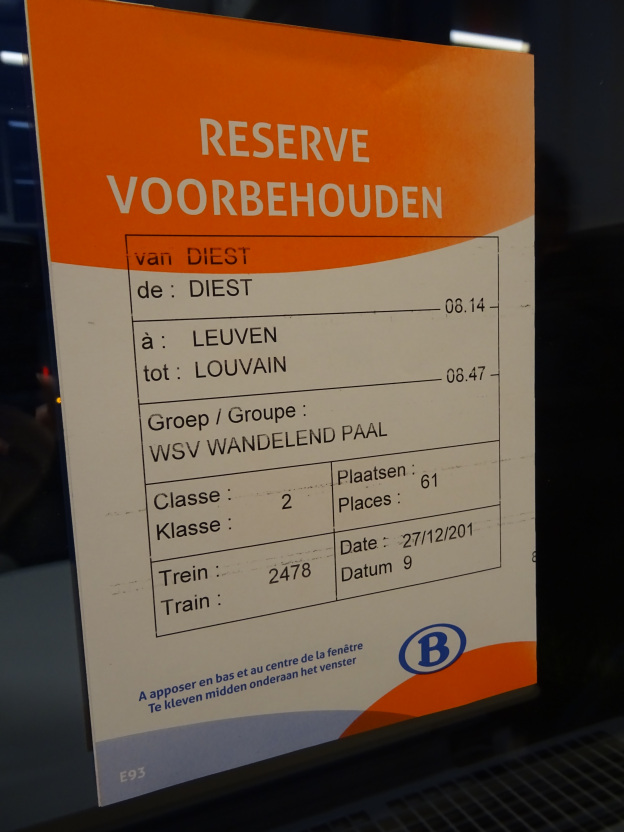 RESERVE
VOORBEHOUDEN
van DIEST
de : DIEST
08.14
à : LEUVEN
tot : LOUVAIN
08.47
Groep / Groupe :
WSV WANDELEND PAAL
Classe :
Klasse :
2
Plaatsen :
Places :
61
Trein :
Train :
2478
Date : 27/12/201
Datum 9
A apposer en bas et au centre de la fenêtre
Te kleven midden onderaan het venster
B
E93